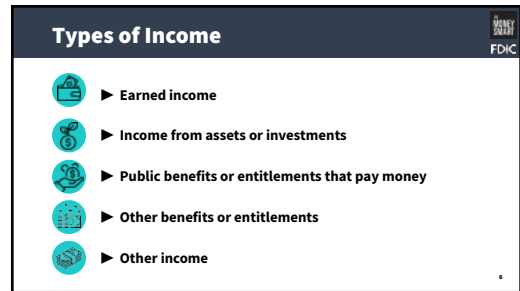 Types of Income
MONEY
SMART
FDIC
► Earned income
► Income from assets or investments
► Public benefits or entitlements that pay money
► Other benefits or entitlements
► Other income
6